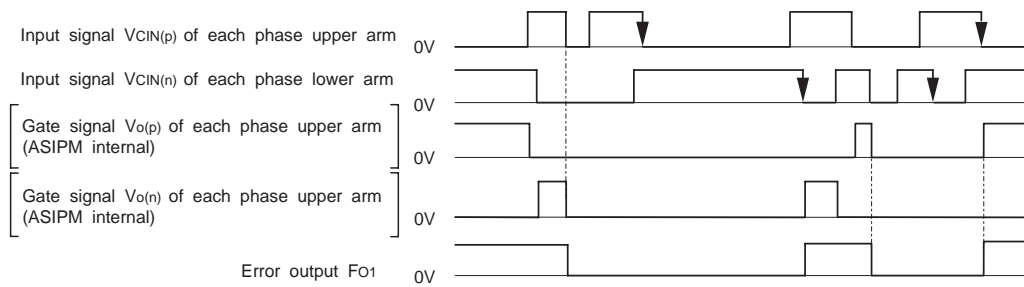 Input signal VCIN(p) of each phase upper arm
0V
Input signal VCIN(n) of each phase lower arm
0V
Gate signal Vo(p) of each phase upper arm
(ASIPM internal)
0V
Gate signal Vo(n) of each phase upper arm
(ASIPM internal)
0V
Error output FO1
0V